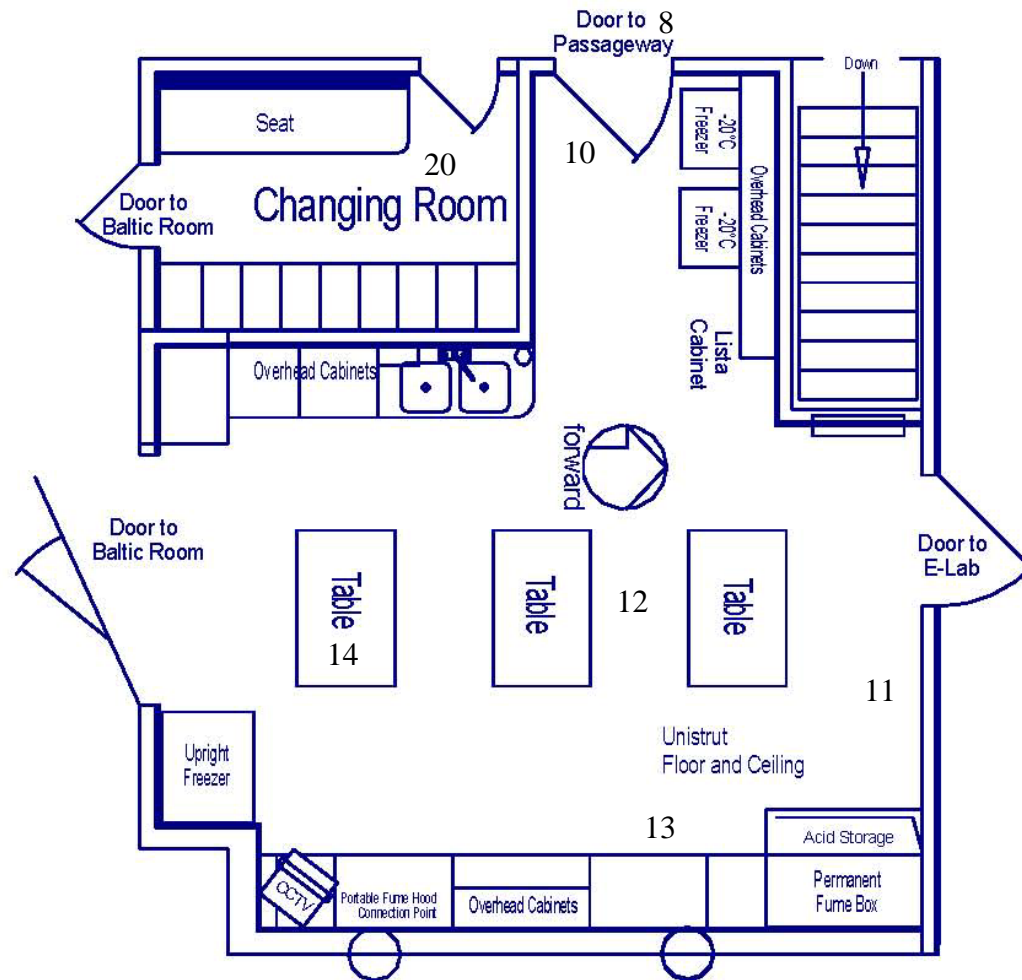 Door to
Passageway
8
Down
Seat
-20°C
Freezer
10
20
Overhead Cabinets
Changing Room
Door to
Baltic Room
-20°C
Freezer
Lista
Cabinet
Overhead Cabinets
forward
Door to
Baltic Room
Door to
E-Lab
Table
Table
Table
12
14
11
Unistrut
Floor and Ceiling
Upright
Freezer
13
Acid Storage
CCTV
Portable Fume Hood
Connection Point
Overhead Cabinets
Permanent
Fume Box